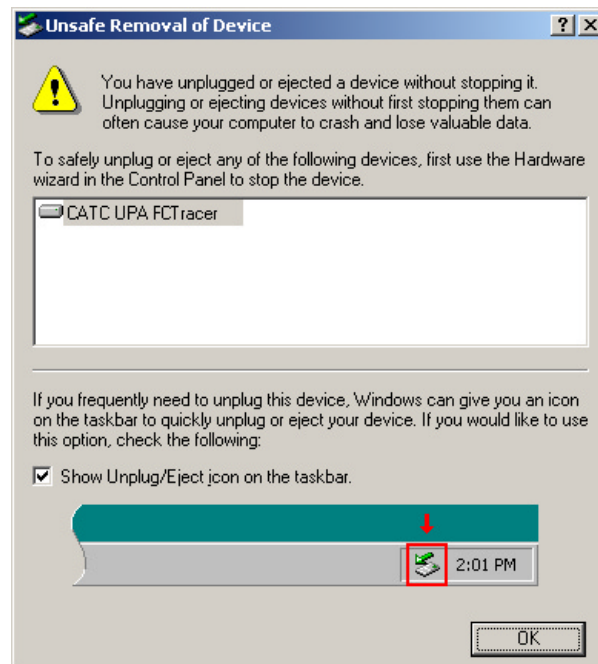 Unsafe Removal of Device
You have unplugged or ejected a device without stopping it.
Unplugging or ejecting devices without first stopping them can
often cause your computer to crash and lose valuable data.
To safely unplug or eject any of the following devices, first use the Hardware
wizard in the Control Panel to stop the device.
CATC UPA FCTracer
If you frequently need to unplug this device, Windows can give you an icon
on the taskbar to quickly unplug or eject your device. If you would like to use
this option, check the following:
Show Unplug/Eject icon on the taskbar.
2:01 PM
OK